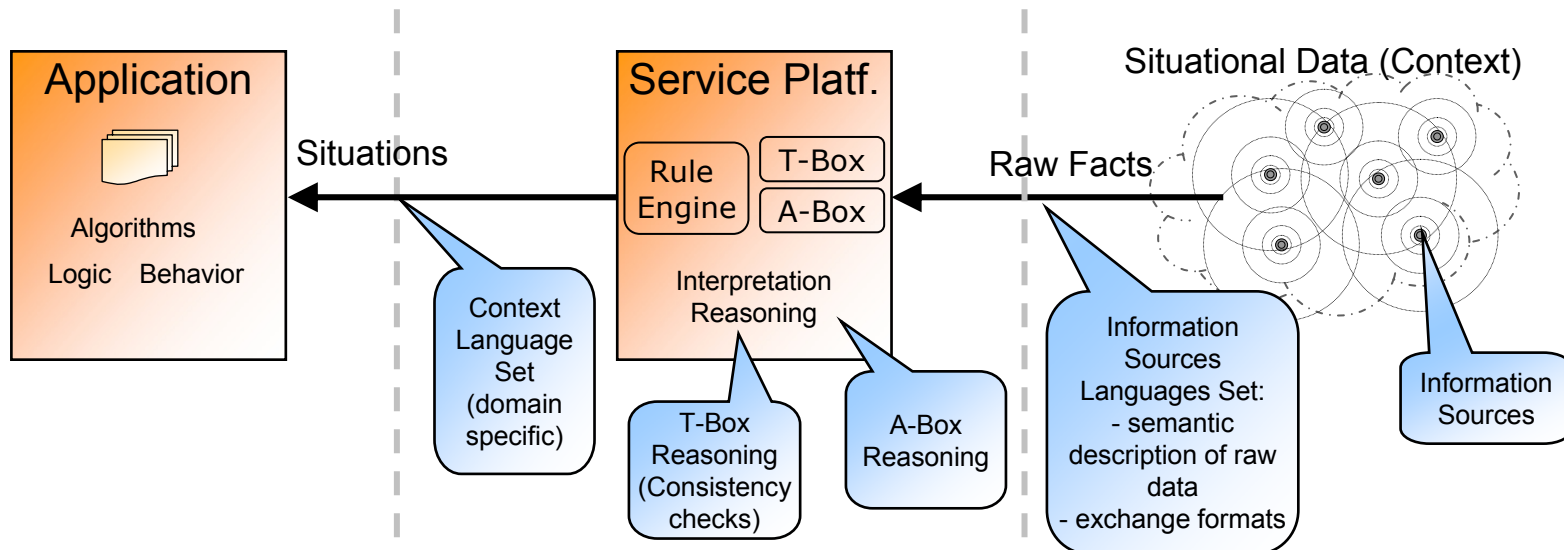 Application
Algorithms
Logic Behavior
Situations
Context
Language
Set
(domain
specific)
Service Platf.
Rule
Engine
T-Box
A-Box
Interpretation
Reasoning
T-Box
Reasoning
(Consistency
checks)
A-Box
Reasoning
Raw Facts
Information
Sources
Languages Set:
- semantic
description of raw
data
- exchange formats
Situational Data (Context)
Information
Sources